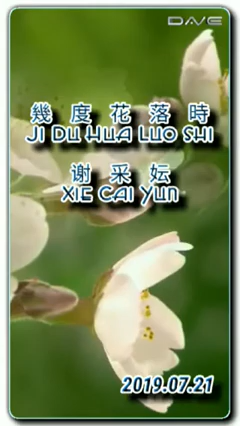 DAVE
幾 度 花 落 時
JI DU HUA LUO SHI
谢 采 妘
XIE CAI YUN
2019.07.21